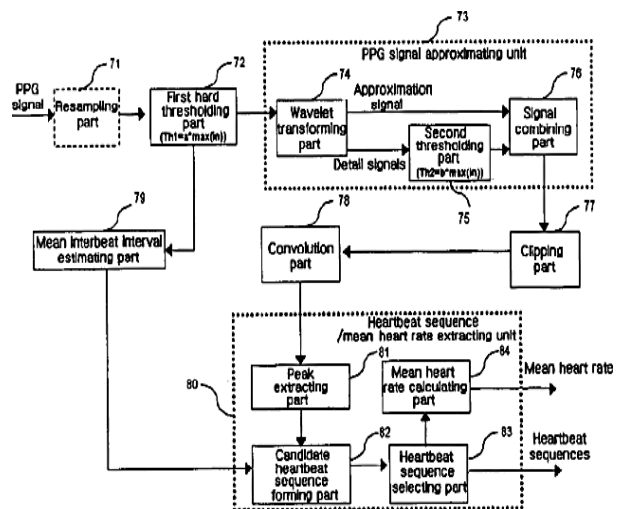 73
71
72
PPG signal approximating unit
PPG
signal
Resampling
part
First hard
thresholding
part
(Th1=a*max(in))
74
Wavelet
transforming
part
Approximation
signal
Detail signals
Second
thresholding
part
(Th2=b*max(in))
75
76
Signal
combining
part
79
Mean interbeat interval
estimating part
78
Convolution
part
77
Clipping
part
Heartbeat sequence
/mean heart rate extracting unit
80
81
Peak
extracting
part
84
Mean heart
rate calculating
part
Mean heart rate
82
Candidate
heartbeat
sequence
forming part
83
Heartbeat
sequence
selecting part
Heartbeat
sequences